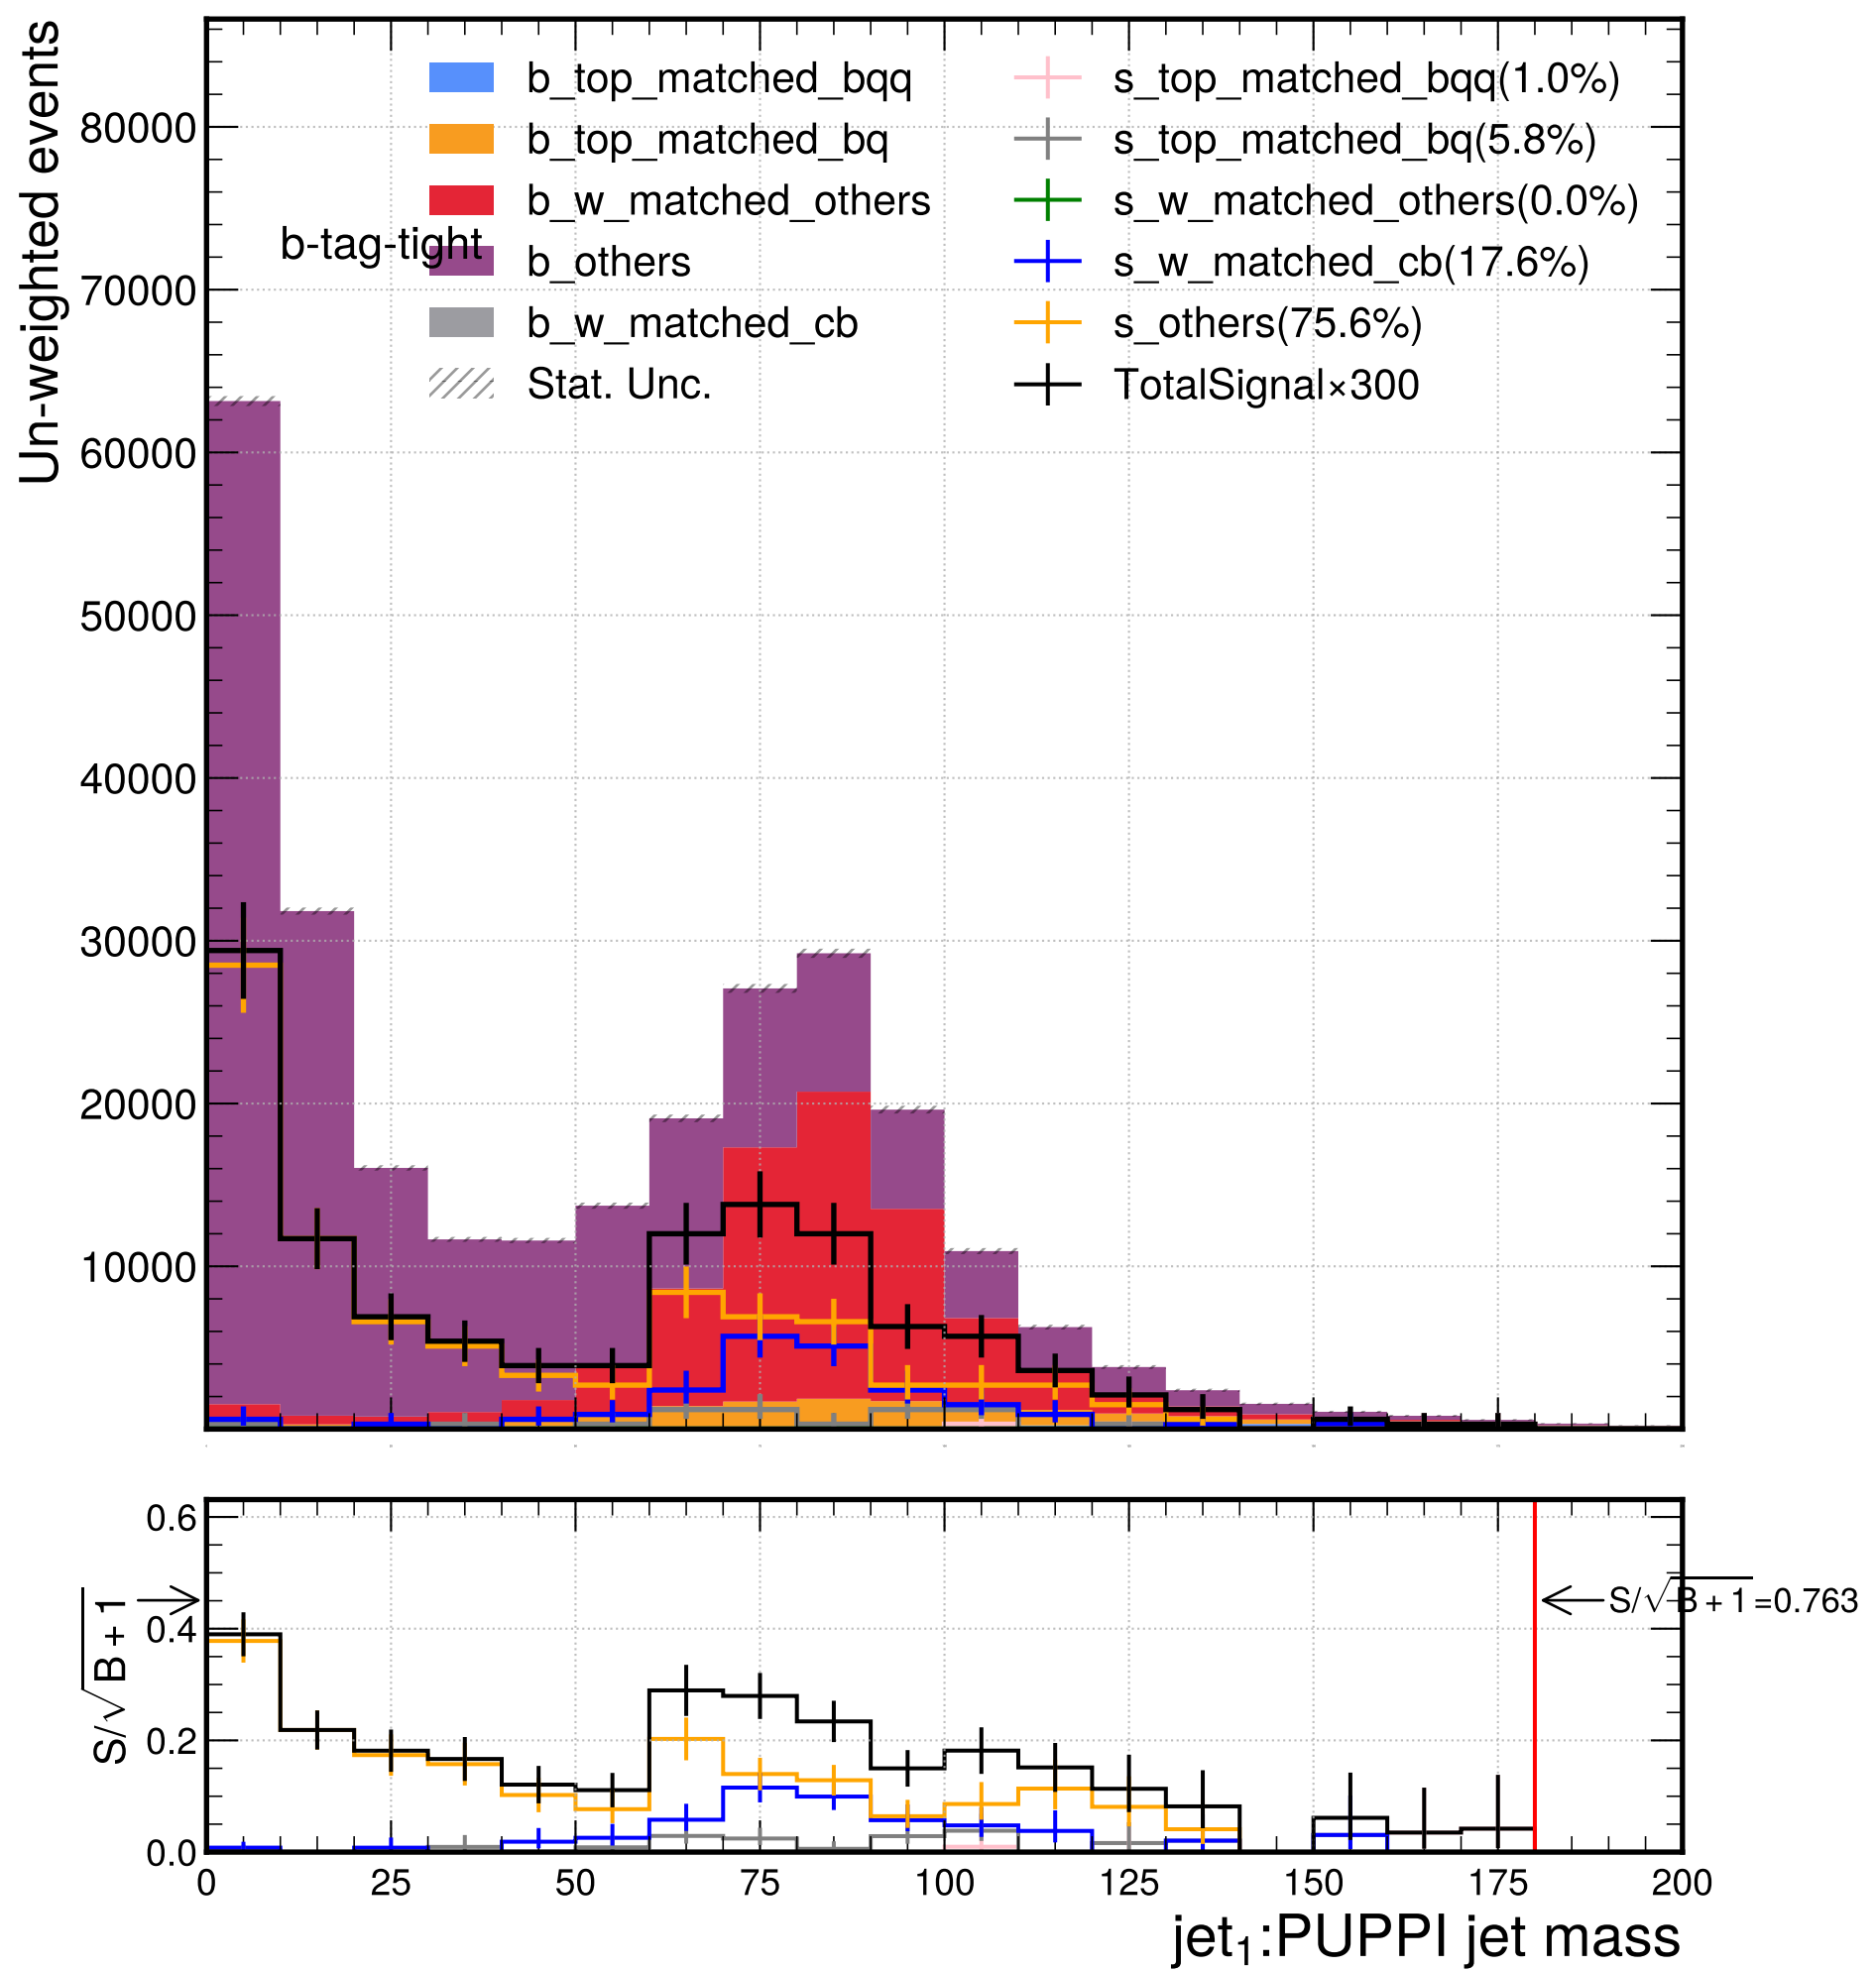 Un-weighted events
80000
70000
60000
50000
40000
30000
20000
10000
b-tag-tight
b_top_matched_bqq
b_top_matched_bq
b_w_matched_others
b_others
b_w_matched_cb
Stat. Unc.
s_top_matched_bqq(1.0%)
s_top_matched_bq(5.8%)
s_w_matched_others(0.0%)
s_w_matched_cb(17.6%)
s_others(75.6%)
TotalSignal×300
S/√B + 1
0.6
0.4
0.2
0.0
S/√B + 1=0.763
0 25 50 75 100 125 150 175 200
jet₁:PUPPI jet mass